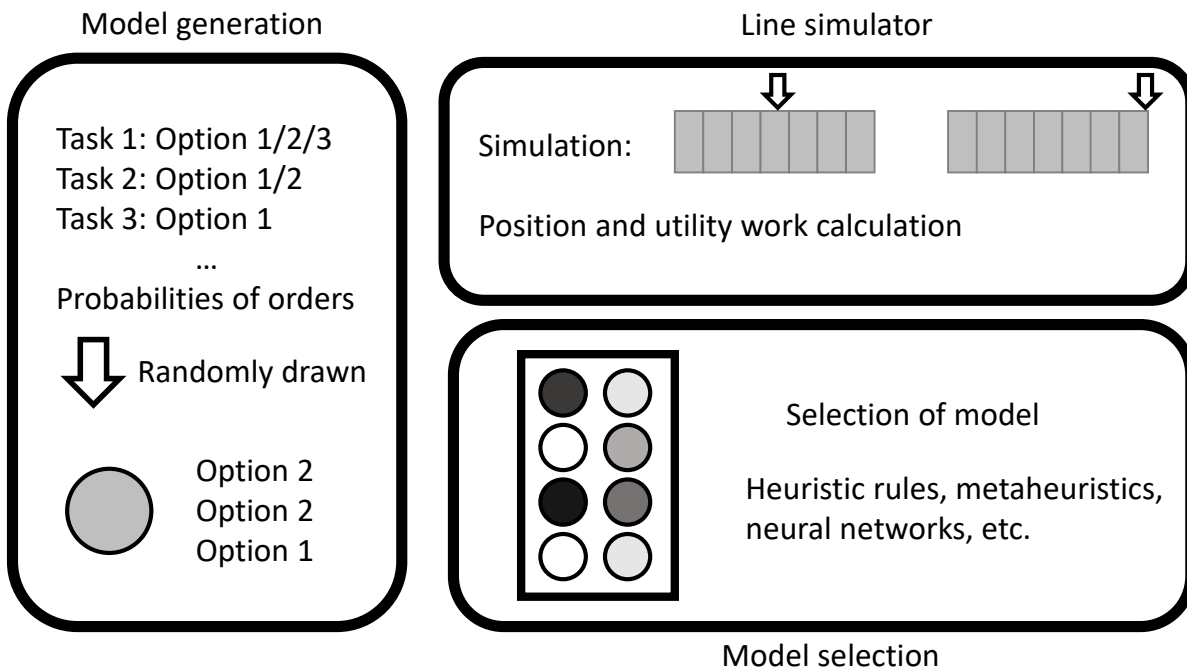 Model generation
Task 1: Option 1/2/3
Task 2: Option 1/2
Task 3: Option 1
...
Probabilities of orders
Randomly drawn
Option 2
Option 2
Option 1
Line simulator
Simulation:
Position and utility work calculation
Selection of model
Heuristic rules, metaheuristics,
neural networks, etc.
Model selection